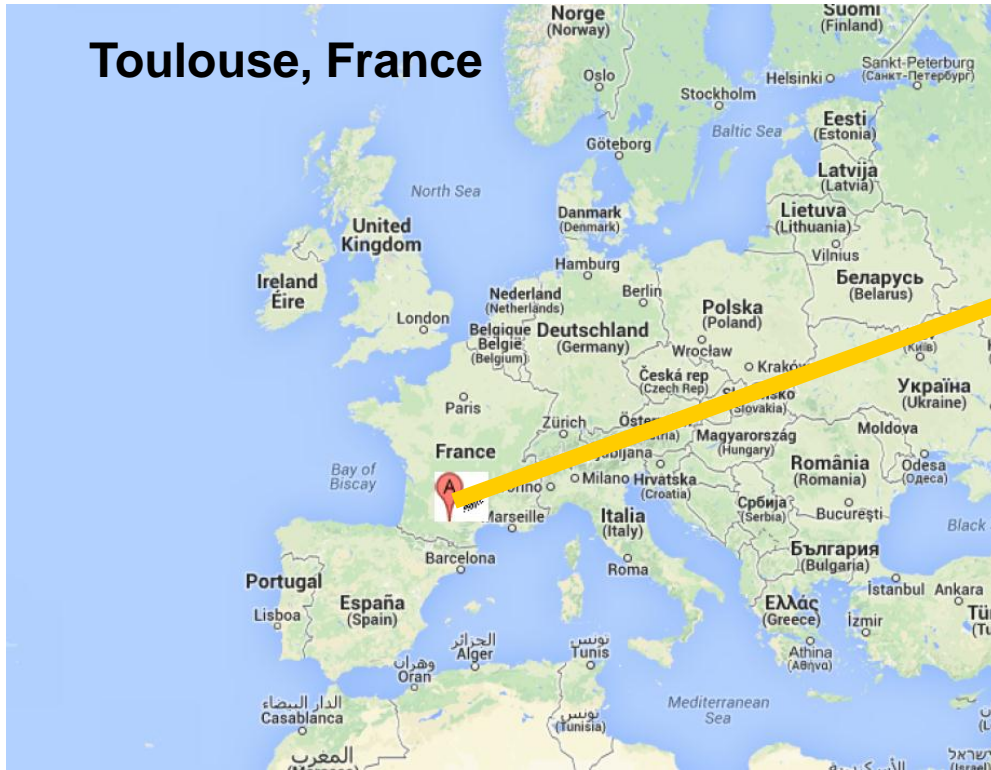 Toulouse, France
Norge
(Norway)
Suomi
(Finland)
Oslo
Helsinki
Sankt-Peterburg
(Санкт-Петербург)
Stockholm
Eesti
(Estonia)
Baltic Sea
Göteborg
Latvija
(Latvia)
North Sea
Danmark
(Denmark)
Lietuva
(Lithuania)
Vilnius
United
Kingdom
Hamburg
Беларусь
(Belarus)
Ireland
Éire
Nederland
(Netherlands)
Berlin
Polska
(Poland)
London
Belgique
België
(Belgium)
Deutschland
(Germany)
Wrocław
(Київ)
Česká rep
(Czech Rep)
Kraków
(Slovakia)
Україна
(Ukraine)
Paris
Zürich
Magyarország
(Hungary)
Moldova
France
România
(Romania)
Odesa
(Одеса)
Bay of
Biscay
A
Milano
Hrvatska
(Croatia)
Србија
(Serbia)
București
Marseille
Italia
(Italy)
Black
Barcelona
Roma
България
(Bulgaria)
Portugal
İstanbul
Ankara
Lisboa
España
(Spain)
Ελλάς
(Greece)
İzmir
Athina
(Αθήνα)
الجزائر
Alger
تونس
Tunis
وهران
Oran
الدار البيضاء
Casablanca
تونس
(Tunisia)
Mediterranean
Sea
المغرب